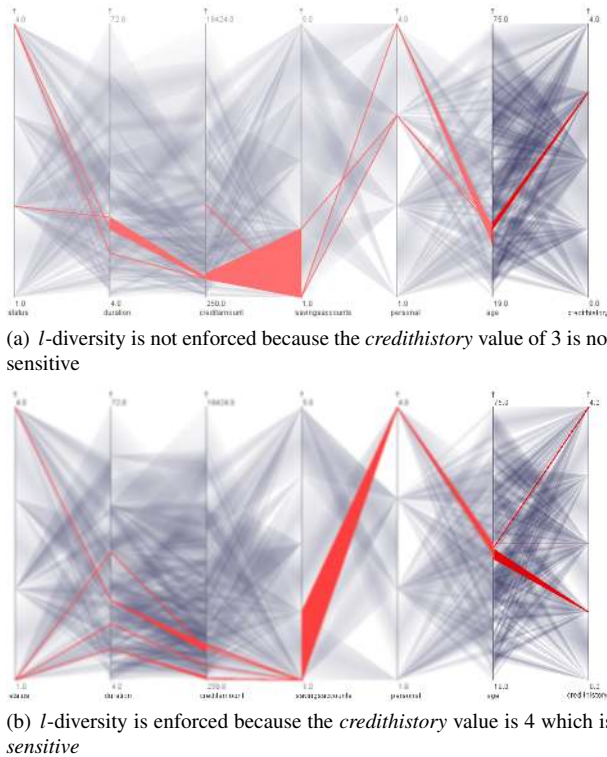 4.0 72.0 18424.0 5.0 4.0 75.0 4.0
1.0 4.0 250.0 1.0 1.0 19.0 0.0
status duration creditamount savingsaccounts personal age credithistory
(a) l-diversity is not enforced because the credithistory value of 3 is no
sensitive
4.0 72.0 18424.0 5.0 4.0 75.0 4.0
1.0 4.0 250.0 1.0 1.0 19.0 0.0
status duration creditamount savingsaccounts personal age credithistory
(b) l-diversity is enforced because the credithistory value is 4 which is
sensitive